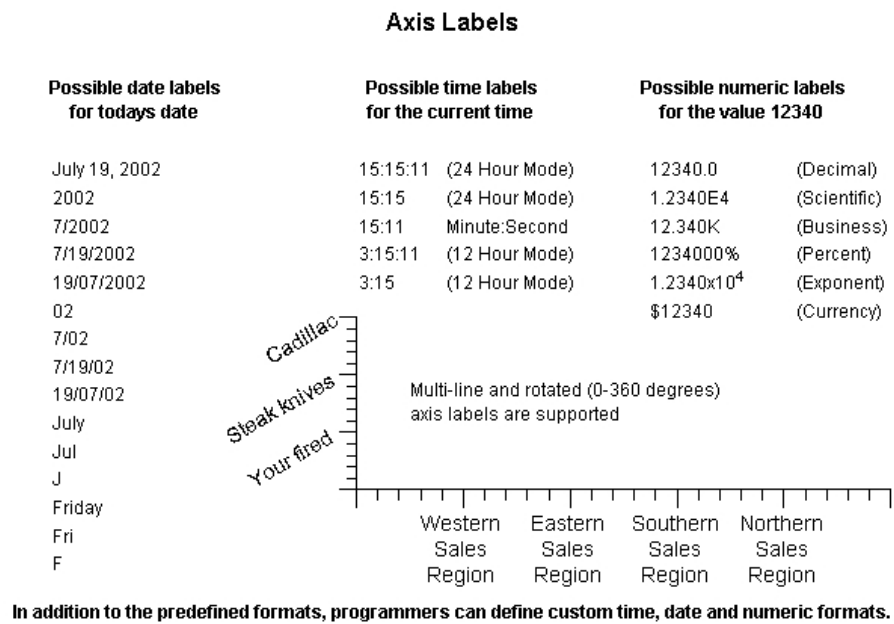 Axis Labels
Possible date labels
for todays date
July 19, 2002
2002
7/2002
7/19/2002
19/07/2002
02
7/02
7/19/02
19/07/02
July
Jul
J
Friday
Fri
F
Possible time labels
for the current time
15:15:11 (24 Hour Mode)
15:15 (24 Hour Mode)
15:11 Minute:Second
3:15:11 (12 Hour Mode)
3:15 (12 Hour Mode)
Possible numeric labels
for the value 12340
12340.0 (Decimal)
1.2340E4 (Scientific)
12.340K (Business)
1234000% (Percent)
1.2340x10⁴ (Exponent)
$12340 (Currency)
Cadillac
Steak knives
Your fired
Multi-line and rotated (0-360 degrees)
axis labels are supported
Western
Sales
Region
Eastern
Sales
Region
Southern
Sales
Region
Northern
Sales
Region
In addition to the predefined formats, programmers can define custom time, date and numeric formats.